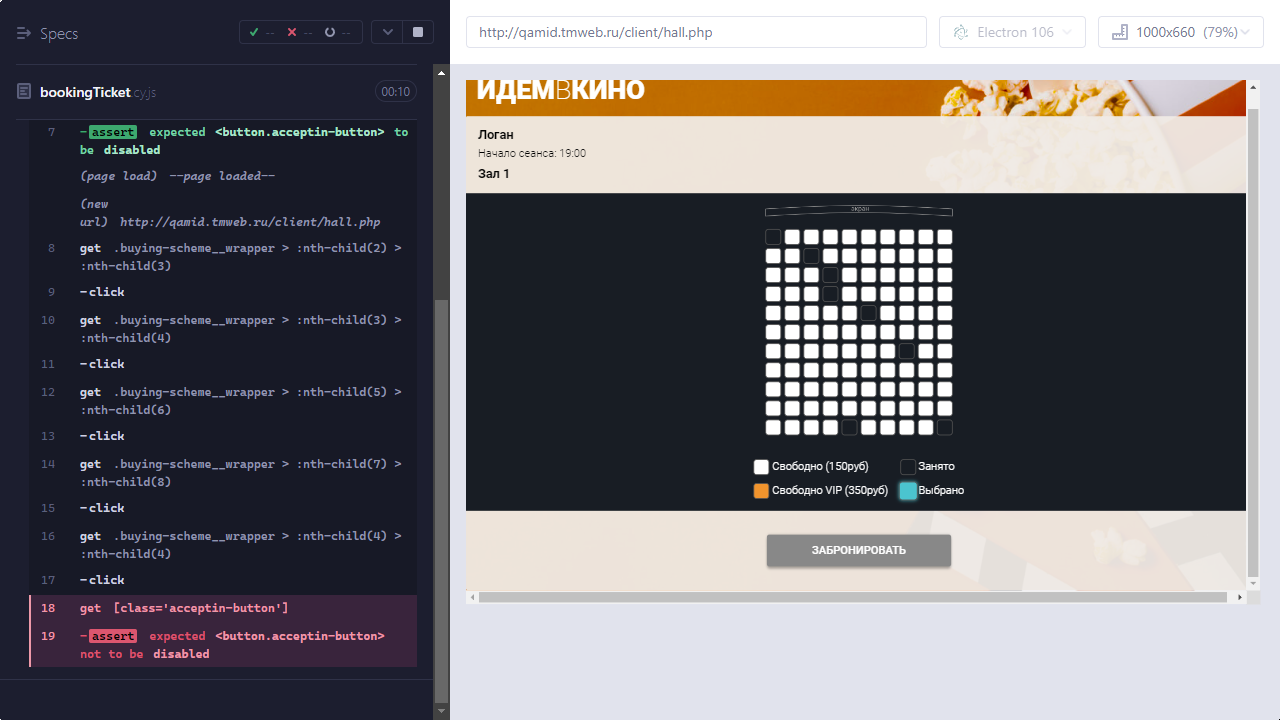 Specs
-- -- --
bookingTicket.cy.js
00:10
7 -assert expected <button.acceptin-button> to
be disabled
(page load) --page loaded--
(new
url) http://qamid.tmweb.ru/client/hall.php
8 get .buying-scheme__wrapper > :nth-child(2) >
:nth-child(3)
9 -click
10 get .buying-scheme__wrapper > :nth-child(3) >
:nth-child(4)
11 -click
12 get .buying-scheme__wrapper > :nth-child(5) >
:nth-child(6)
13 -click
14 get .buying-scheme__wrapper > :nth-child(7) >
:nth-child(8)
15 -click
16 get .buying-scheme__wrapper > :nth-child(4) >
:nth-child(4)
17 -click
18 get [class='acceptin-button']
19 -assert expected <button.acceptin-button>
not to be disabled
http://qamid.tmweb.ru/client/hall.php
Electron 106
1000x660 (79%)
ИДЕМВКИНО
Логан
Начало сеанса: 19:00
Зал 1
экран
Свободно (150руб)
Занято
Свободно VIP (350руб)
Выбрано
ЗАБРОНИРОВАТЬ